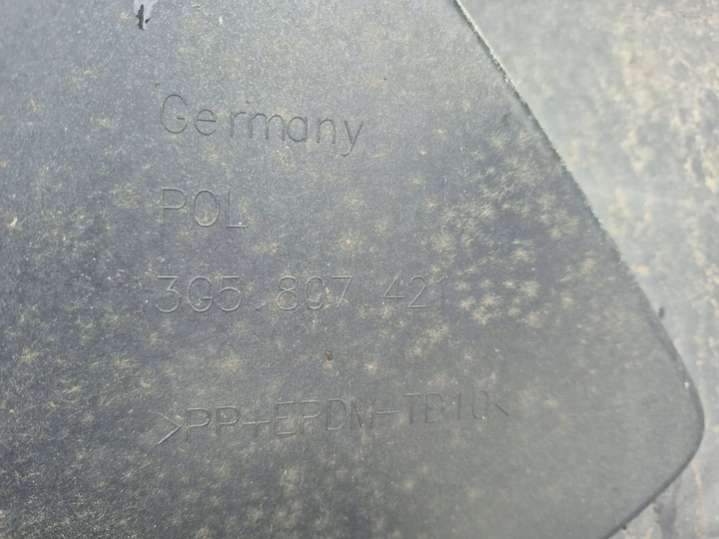 Germany
POL
3G5.807.421
>PP+EPDM-TD10<